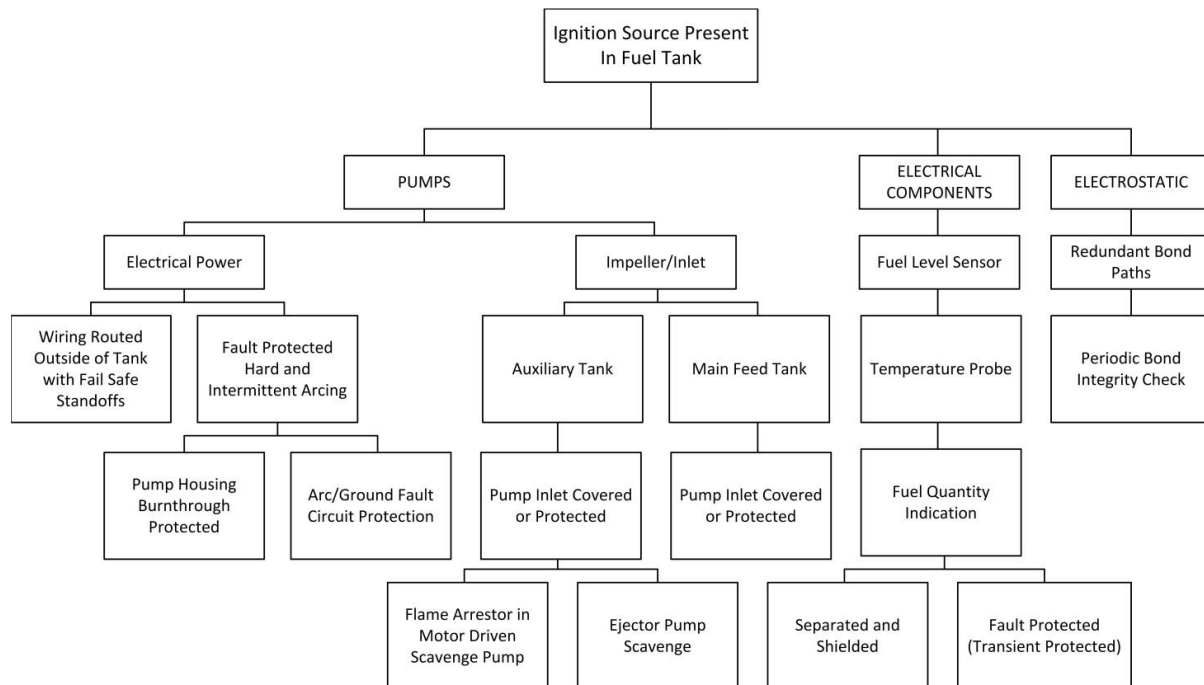 Ignition Source Present
In Fuel Tank
PUMPS
ELECTRICAL
COMPONENTS
ELECTROSTATIC
Electrical Power
Impeller/Inlet
Fuel Level Sensor
Redundant Bond
Paths
Wiring Routed
Outside of Tank
with Fail Safe
Standoffs
Fault Protected
Hard and
Intermittent Arcing
Auxiliary Tank
Main Feed Tank
Temperature Probe
Periodic Bond
Integrity Check
Pump Housing
Burnthrough
Protected
Arc/Ground Fault
Circuit Protection
Pump Inlet Covered
or Protected
Pump Inlet Covered
or Protected
Fuel Quantity
Indication
Flame Arrestor in
Motor Driven
Scavenge Pump
Ejector Pump
Scavenge
Separated and
Shielded
Fault Protected
(Transient Protected)